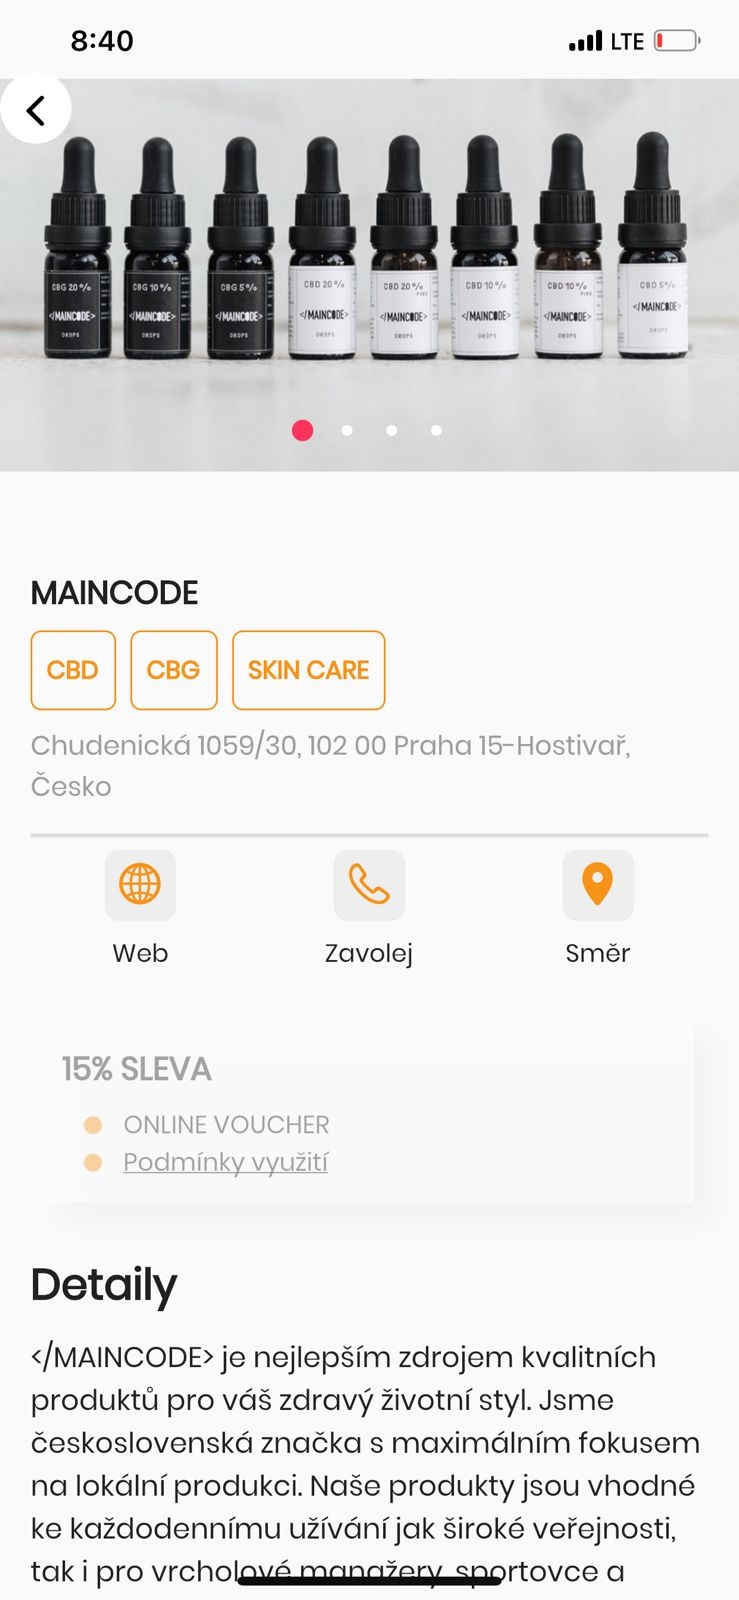 8:40
LTE
CBG 20%
</MAINCODE>
DROPS
CBG 10%
</MAINCODE>
DROPS
CBG 5%
</MAINCODE>
DROPS
CBD 20%
</MAINCODE>
DROPS
CBD 20%
PURE
</MAINCODE>
DROPS
CBD 10%
</MAINCODE>
DROPS
CBD 10%
PURE
</MAINCODE>
DROPS
CBD 5%
</MAINCODE>
DROPS
MAINCODE
CBD CBG SKIN CARE
Chudenická 1059/30, 102 00 Praha 15-Hostivař,
Česko
Web Zavolej Směr
15% SLEVA
ONLINE VOUCHER
Podmínky využití
Detaily
</MAINCODE> je nejlepším zdrojem kvalitních
produktů pro váš zdravý životní styl. Jsme
československá značka s maximálním fokusem
na lokální produkci. Naše produkty jsou vhodné
ke každodennímu užívání jak široké veřejnosti,
tak i pro vrcholové manažery, sportovce a